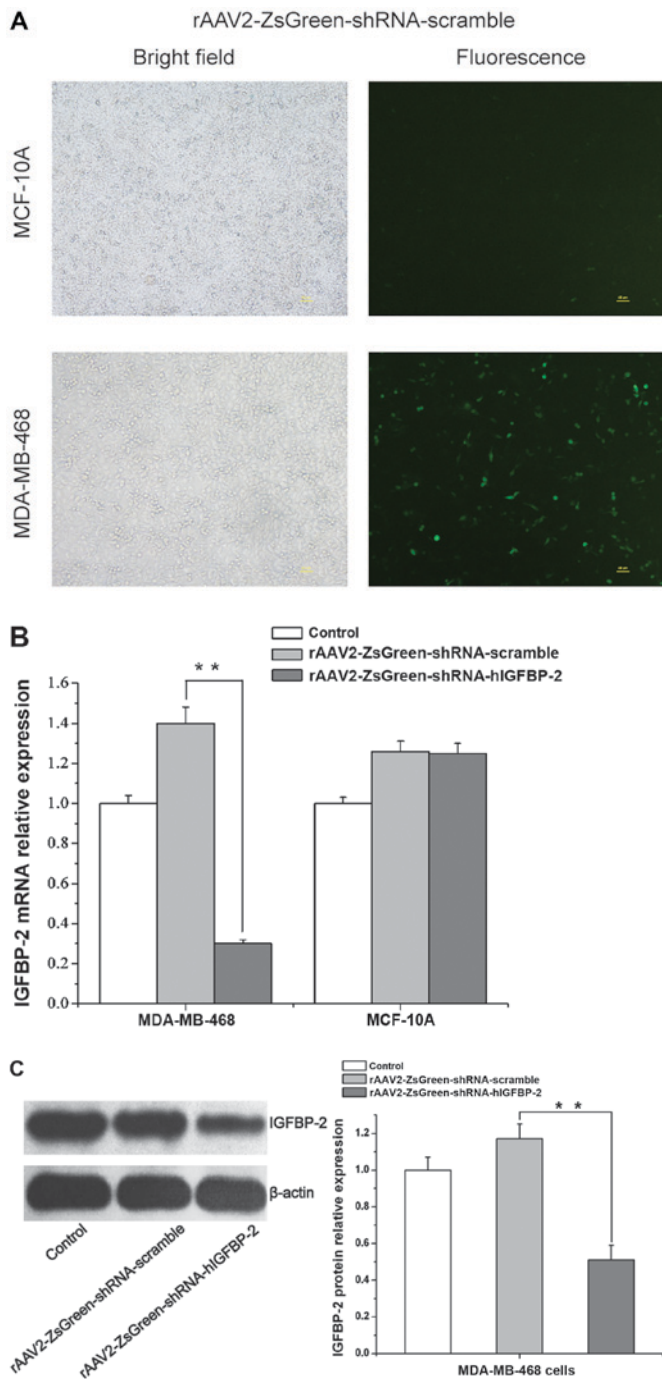 A
rAAV2-ZsGreen-shRNA-scramble
Bright field
Fluorescence
MCF-10A
MDA-MB-468
B
Control
rAAV2-ZsGreen-shRNA-scramble
rAAV2-ZsGreen-shRNA-hIGFBP-2
* *
IGFBP-2 mRNA relative expression
1.6
1.4
1.2
1.0
0.8
0.6
0.4
0.2
0.0
MDA-MB-468
MCF-10A
C
IGFBP-2
β-actin
Control
rAAV2-ZsGreen-shRNA-scramble
rAAV2-ZsGreen-shRNA-hIGFBP-2
Control
rAAV2-ZsGreen-shRNA-scramble
rAAV2-ZsGreen-shRNA-hIGFBP-2
* *
IGFBP-2 protein relative expression
1.2
1.0
0.8
0.6
0.4
0.2
0.0
MDA-MB-468 cells